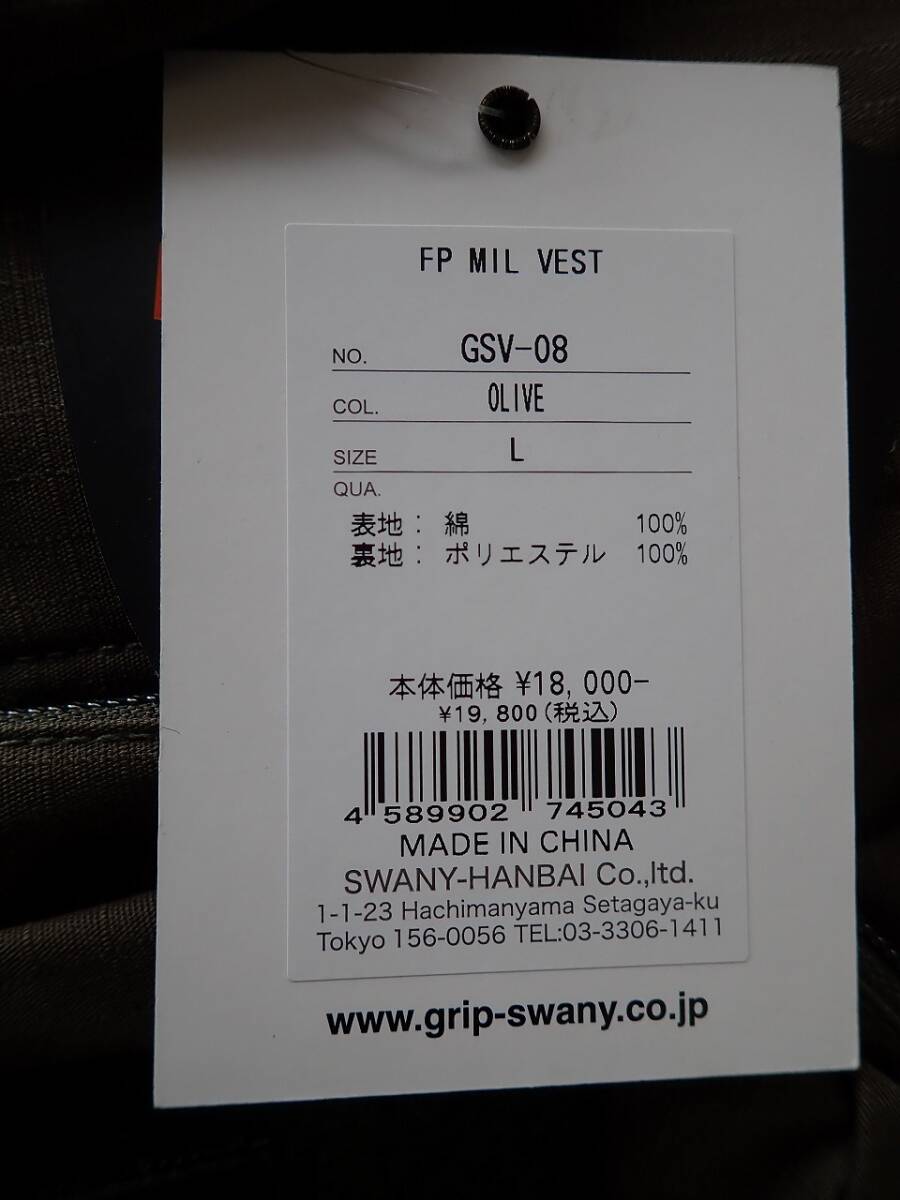 FP MIL VEST
NO. GSV-08
COL. OLIVE
SIZE L
QUA.
表地: 綿 100%
裏地: ポリエステル 100%
本体価格 ¥18,000-
¥19,800(税込)
4 589902 745043
MADE IN CHINA
SWANY-HANBAI Co.,ltd.
1-1-23 Hachimanyama Setagaya-ku
Tokyo 156-0056 TEL:03-3306-1411
www.grip-swany.co.jp